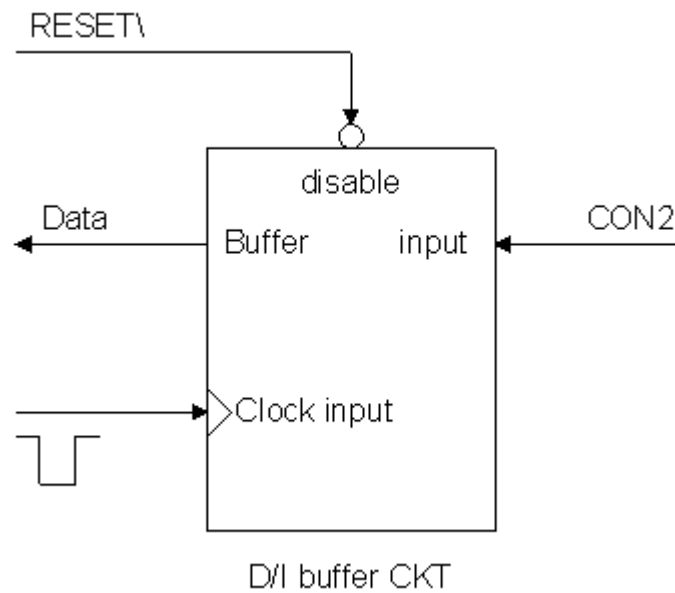 RESET\
disable
Data
Buffer
input
CON2
Clock input
D/I buffer CKT